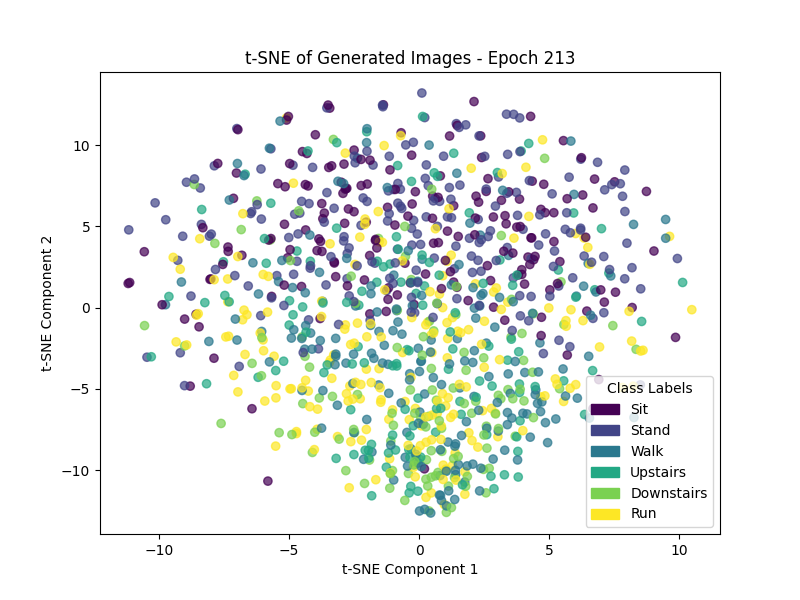 t-SNE of Generated Images - Epoch 213
10
5
0
−5
−10
t-SNE Component 2
−10
−5
0
5
10
t-SNE Component 1
Class Labels
Sit
Stand
Walk
Upstairs
Downstairs
Run